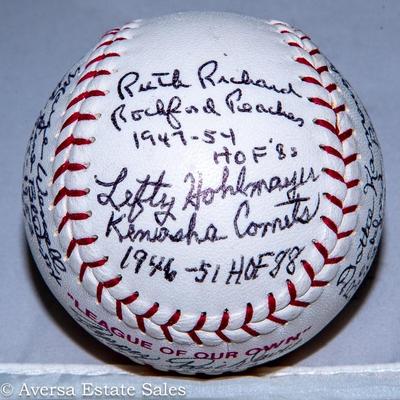 Ruth Richard
Rockford Peaches
1947-54
HOF '88
Lefty Hohlmayer
Kenosha Comets
1946-51 HOF 88
"LEAGUE OF OUR OWN"
© Aversa Estate Sales